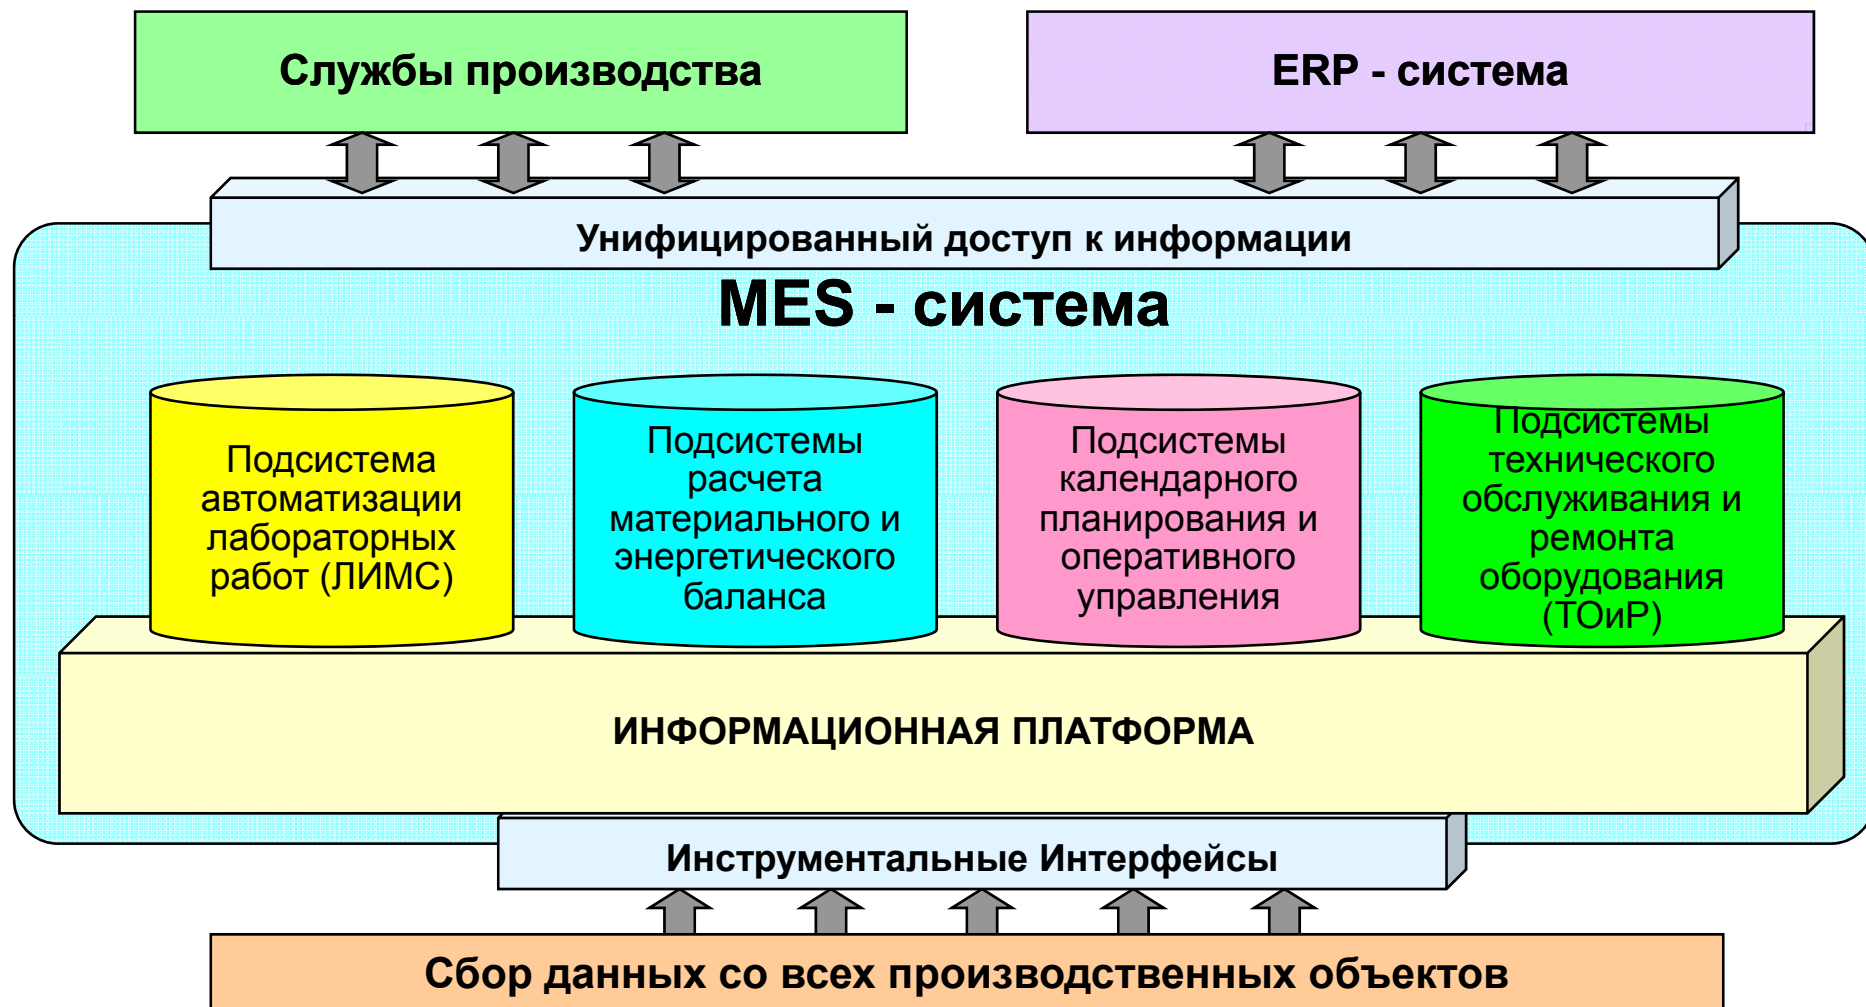 Службы производства
ERP - система
Унифицированный доступ к информации
MES - система
Подсистема
автоматизации
лабораторных
работ (ЛИМС)
Подсистемы
расчета
материального и
энергетического
баланса
Подсистемы
календарного
планирования и
оперативного
управления
Подсистемы
технического
обслуживания и
ремонта
оборудования
(ТОиР)
ИНФОРМАЦИОННАЯ ПЛАТФОРМА
Инструментальные Интерфейсы
Сбор данных со всех производственных объектов